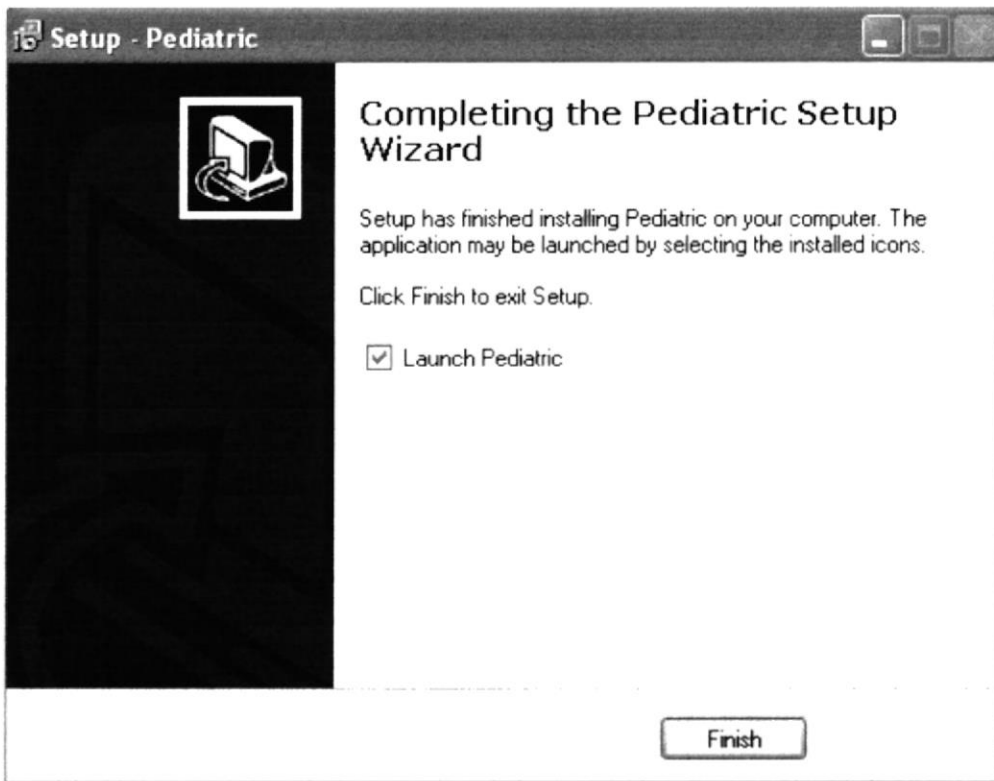 Setup - Pediatric
Completing the Pediatric Setup
Wizard
Setup has finished installing Pediatric on your computer. The
application may be launched by selecting the installed icons.
Click Finish to exit Setup.
Launch Pediatric
Finish